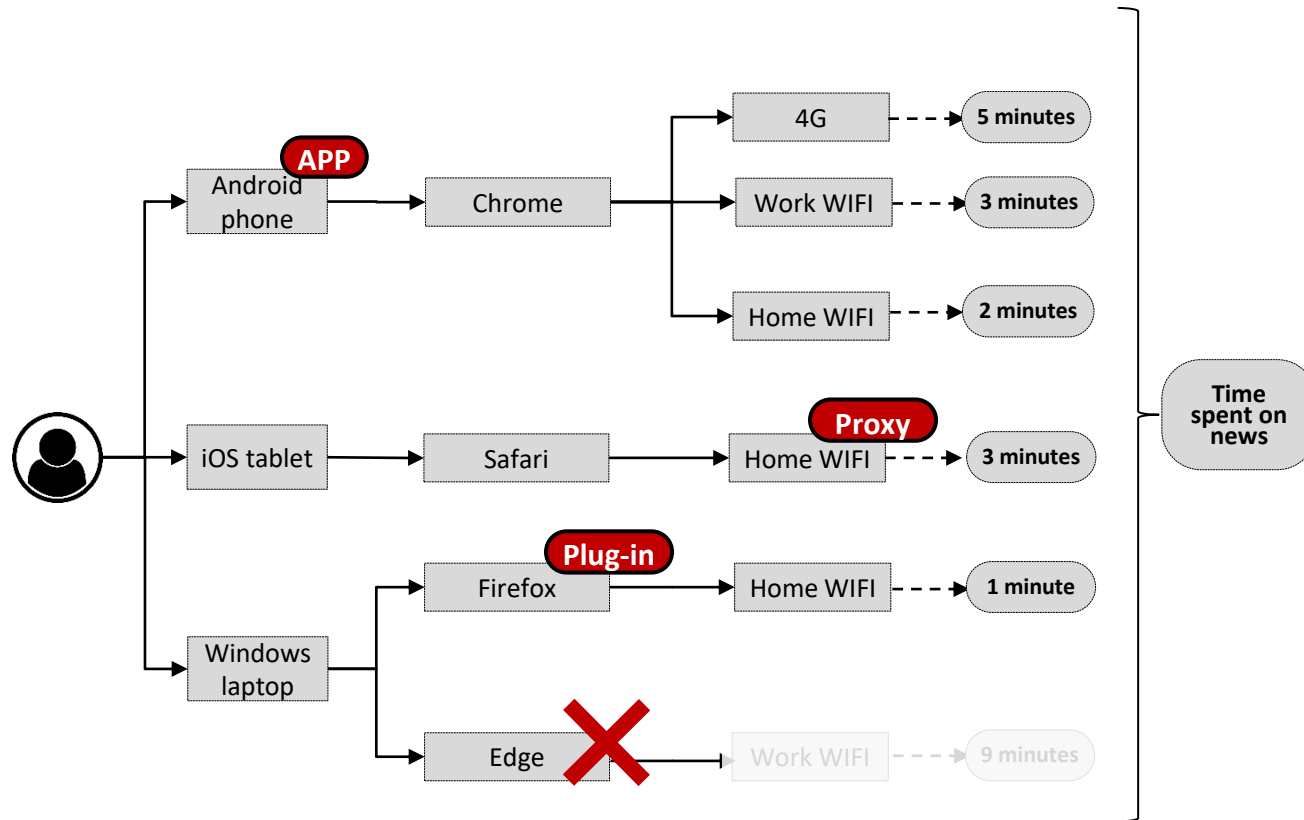 4G
5 minutes
APP
Android
phone
Chrome
Work WIFI
3 minutes
Home WIFI
2 minutes
Time
spent on
news
Proxy
iOS tablet
Safari
Home WIFI
3 minutes
Plug-in
Firefox
Home WIFI
1 minute
Windows
laptop
Edge
Work WIFI
9 minutes